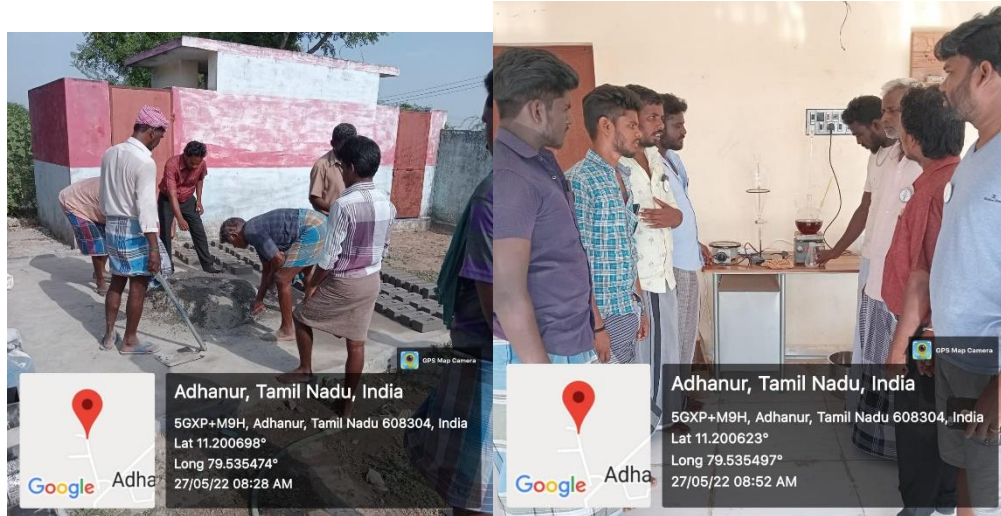 GPS Map Camera
Google
Adha
Adhanur, Tamil Nadu, India
5GXP+M9H, Adhanur, Tamil Nadu 608304, India
Lat 11.200698°
Long 79.535474°
27/05/22 08:28 AM
GPS Map Camera
Google
Adha
Adhanur, Tamil Nadu, India
5GXP+M9H, Adhanur, Tamil Nadu 608304, India
Lat 11.200623°
Long 79.535497°
27/05/22 08:52 AM